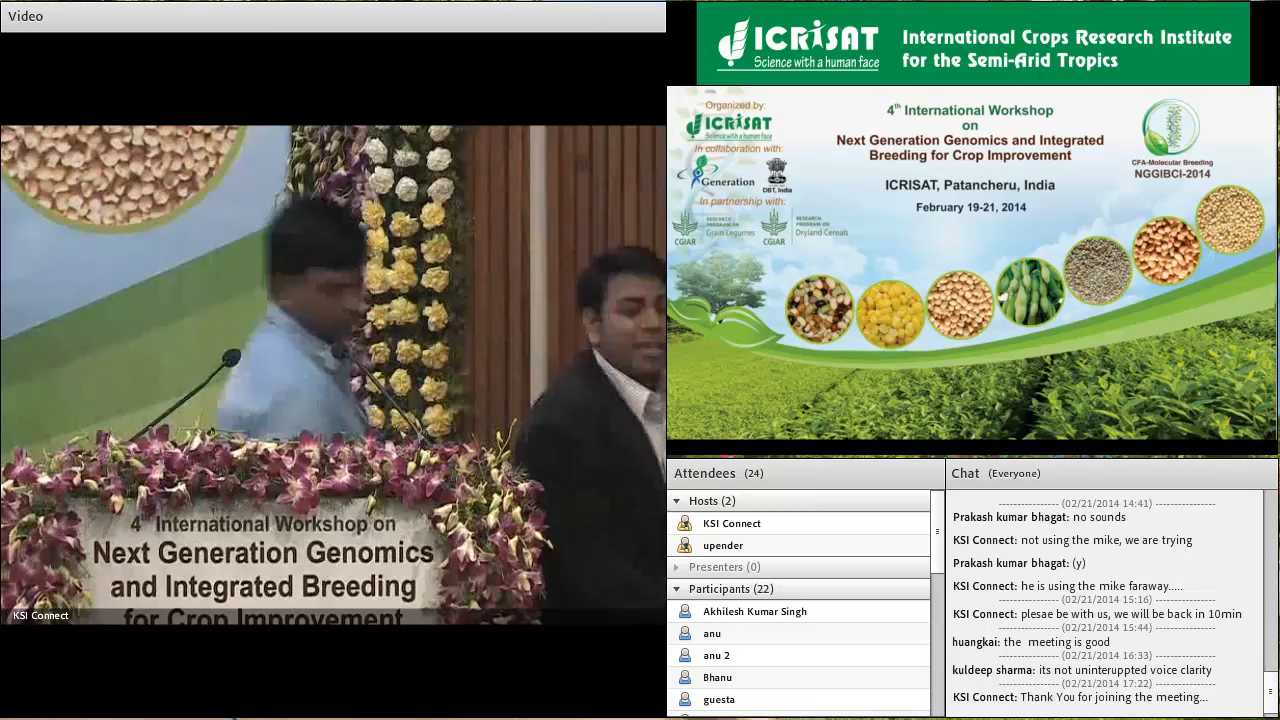 Video
4th International Workshop on
Next Generation Genomics
and Integrated Breeding
for Crop Improvement
KSI Connect
ICRISAT
Science with a human face
International Crops Research Institute
for the Semi-Arid Tropics
Organized by:
ICRISAT
Science with a human face
In collaboration with:
Generation
DBT, India
In partnership with:
CGIAR
RESEARCH PROGRAM ON
Grain Legumes
CGIAR
RESEARCH PROGRAM ON
Dryland Cereals
4th International Workshop
on
Next Generation Genomics and Integrated
Breeding for Crop Improvement
ICRISAT, Patancheru, India
February 19-21, 2014
CFA-Molecular Breeding
NGGIBCI-2014
Attendees (24)
Hosts (2)
KSI Connect
upender
Presenters (0)
Participants (22)
Akhilesh Kumar Singh
anu
anu 2
Bhanu
guesta
Chat (Everyone)
---------------- (02/21/2014 14:41) ----------------
Prakash kumar bhagat: no sounds
KSI Connect: not using the mike, we are trying
Prakash kumar bhagat: (y)
KSI Connect: he is using the mike faraway.....
---------------- (02/21/2014 15:16) ----------------
KSI Connect: plesae be with us, we will be back in 10min
---------------- (02/21/2014 15:44) ----------------
huangkai: the meeting is good
---------------- (02/21/2014 16:33) ----------------
kuldeep sharma: its not uninteruppted voice clarity
---------------- (02/21/2014 17:22) ----------------
KSI Connect: Thank You for joining the meeting...